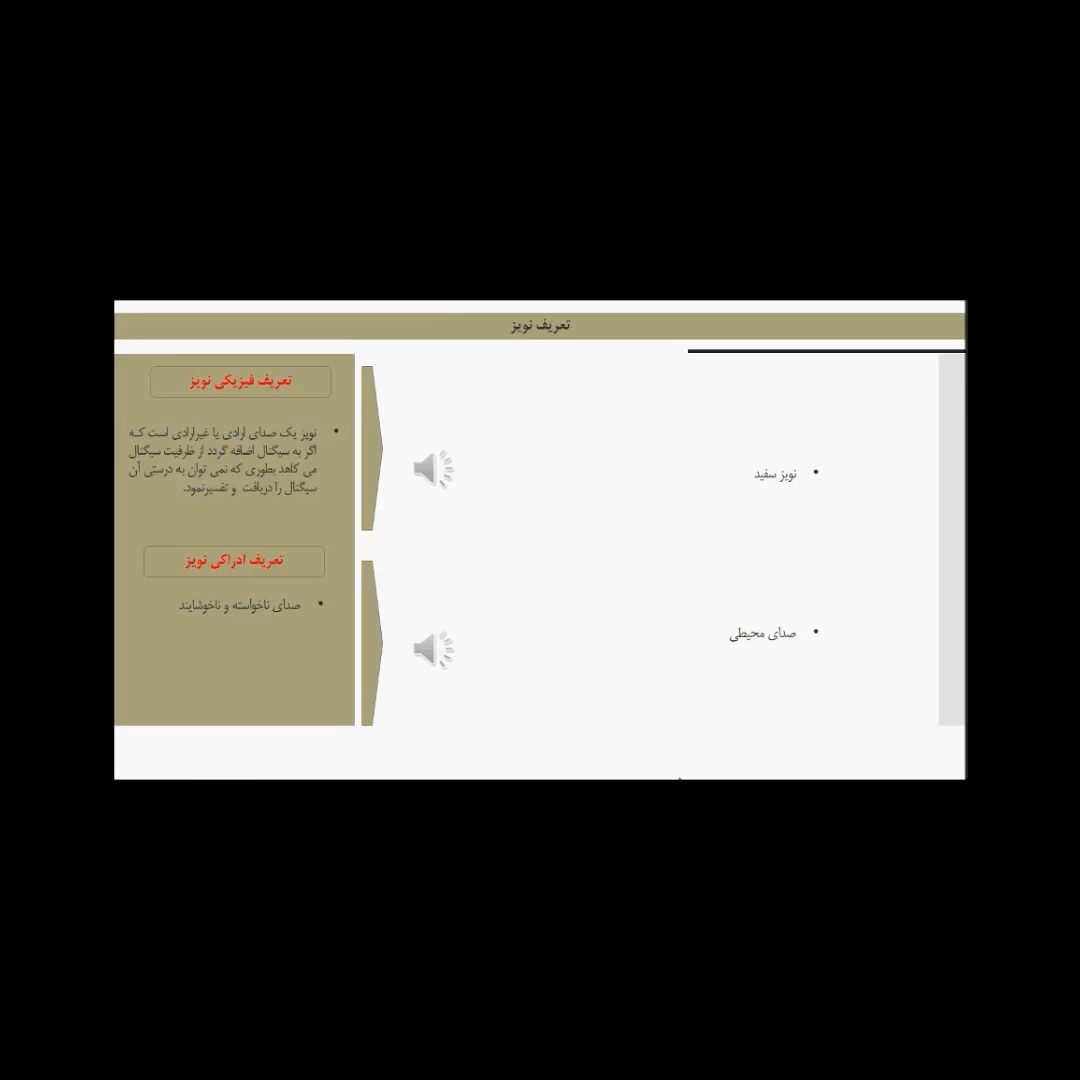 تعریف نویز
تعریف فیزیکی نویز
• نویز یک صدای ارادی یا غیرارادی است که
اگر به سیگنال اضافه گردد از ظرفیت سیگنال
می کاهد بطوری که نمی توان به درستی آن
سیگنال را دریافت و تفسیرنمود.
تعریف ادراکی نویز
• صدای ناخواسته و ناخوشایند
• نویز سفید
• صدای محیطی